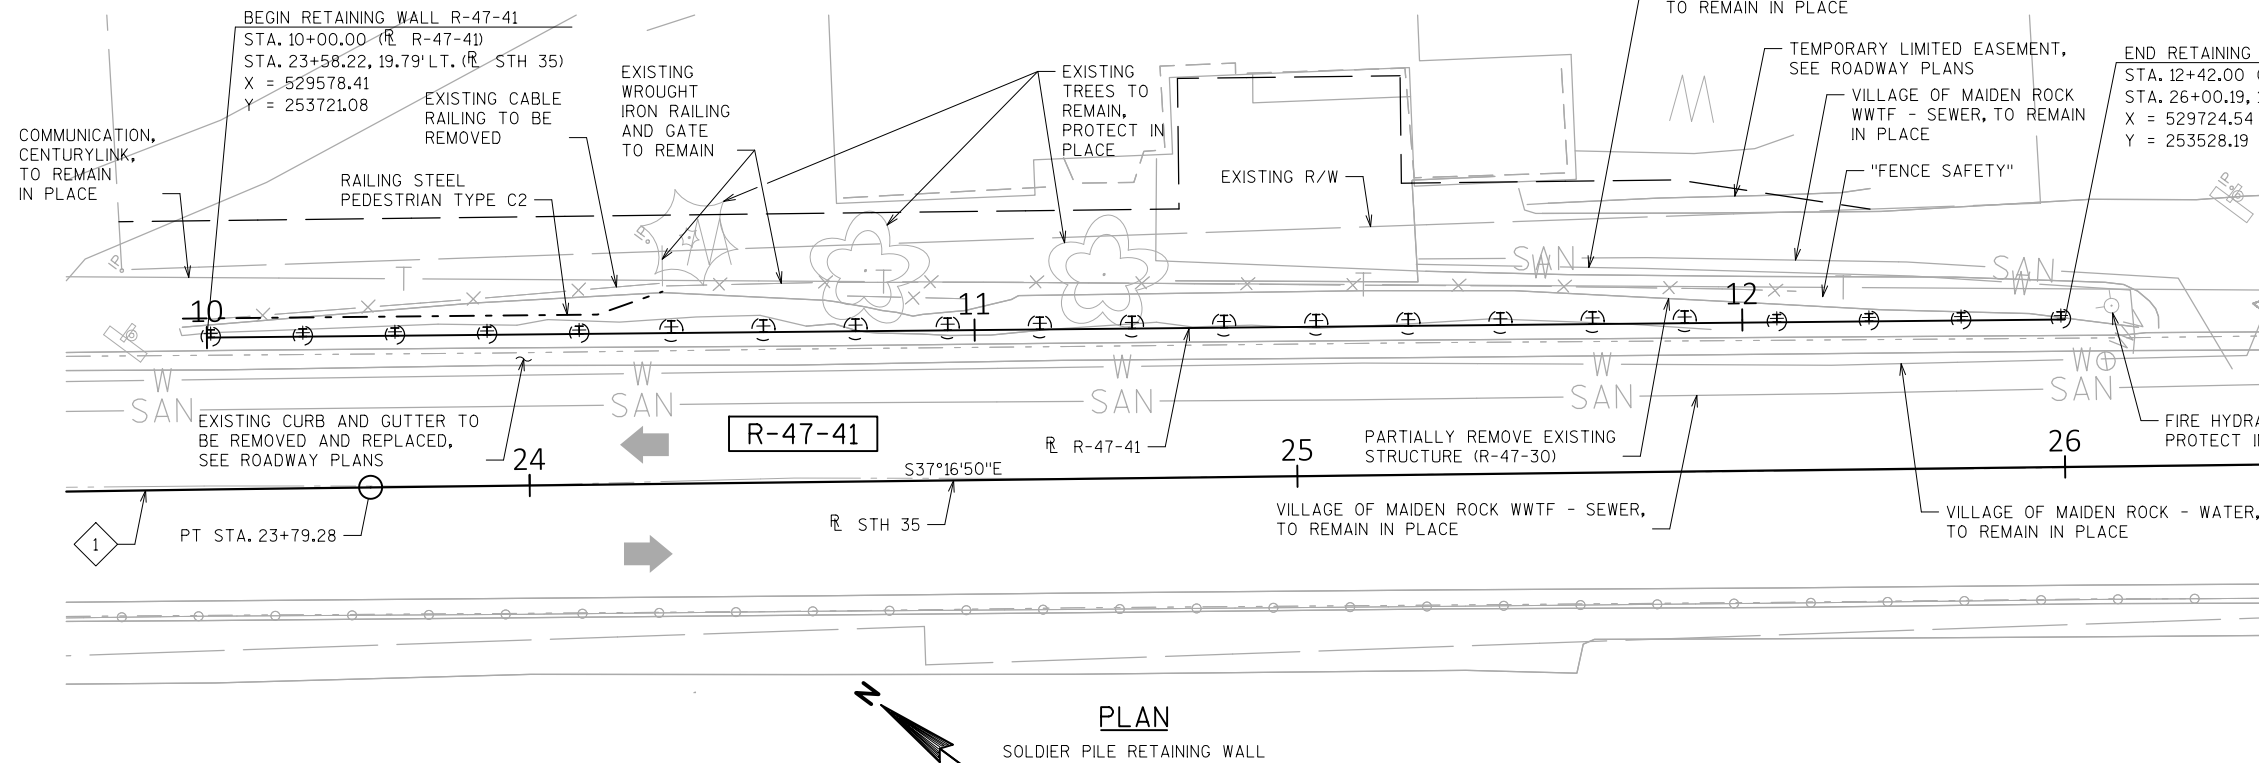 BEGIN RETAINING WALL R-47-41
STA. 10+00.00 (℞ R-47-41)
STA. 23+58.22, 19.79' LT. (℞ STH 35)
X = 529578.41
Y = 253721.08
COMMUNICATION,
CENTURYLINK,
TO REMAIN
IN PLACE
EXISTING CABLE
RAILING TO BE
REMOVED
RAILING STEEL
PEDESTRIAN TYPE C2
EXISTING
WROUGHT
IRON RAILING
AND GATE
TO REMAIN
EXISTING
TREES TO
REMAIN,
PROTECT IN
PLACE
EXISTING R/W
TO REMAIN IN PLACE
TEMPORARY LIMITED EASEMENT,
SEE ROADWAY PLANS
VILLAGE OF MAIDEN ROCK
WWTF - SEWER, TO REMAIN
IN PLACE
"FENCE SAFETY"
END RETAINING
STA. 12+42.00
STA. 26+00.19,
X = 529724.54
Y = 253528.19
IP
IP
IP
T
T
T
T
SAN
W
SAN
W
10
11
12
W
W
W
W
W
SAN
SAN
SAN
SAN
SAN
EXISTING CURB AND GUTTER TO
BE REMOVED AND REPLACED,
SEE ROADWAY PLANS
R-47-41
℞ R-47-41
PARTIALLY REMOVE EXISTING
STRUCTURE (R-47-30)
FIRE HYDRA
PROTECT I
24
25
26
S37°16'50"E
1
PT STA. 23+79.28
℞ STH 35
VILLAGE OF MAIDEN ROCK WWTF - SEWER,
TO REMAIN IN PLACE
VILLAGE OF MAIDEN ROCK - WATER,
TO REMAIN IN PLACE
N
PLAN
SOLDIER PILE RETAINING WALL